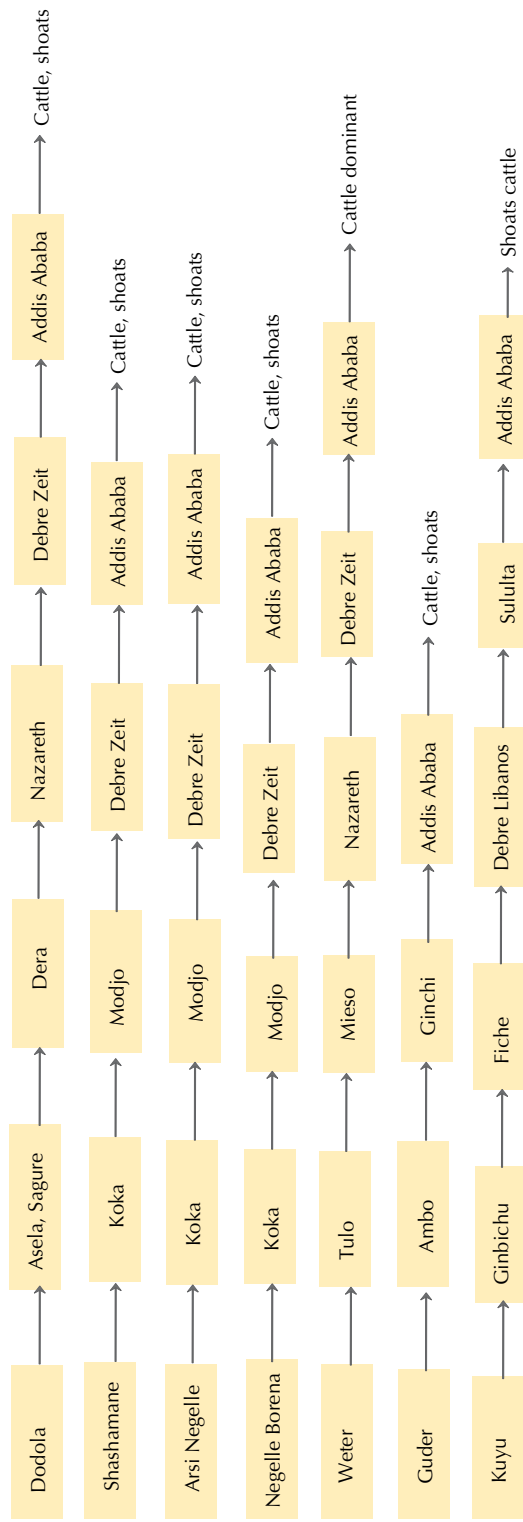 Dodola
Asela, Sagure
Dera
Nazareth
Debre Zeit
Addis Ababa
Cattle, shoats
Shashamane
Koka
Modjo
Debre Zeit
Addis Ababa
Cattle, shoats
Arsi Negelle
Koka
Modjo
Debre Zeit
Addis Ababa
Cattle, shoats
Negelle Borena
Koka
Modjo
Debre Zeit
Addis Ababa
Cattle, shoats
Weter
Tulo
Mieso
Nazareth
Debre Zeit
Addis Ababa
Cattle dominant
Guder
Ambo
Ginchi
Addis Ababa
Cattle, shoats
Kuyu
Ginbichu
Fiche
Debre Libanos
Sululta
Addis Ababa
Shoats cattle